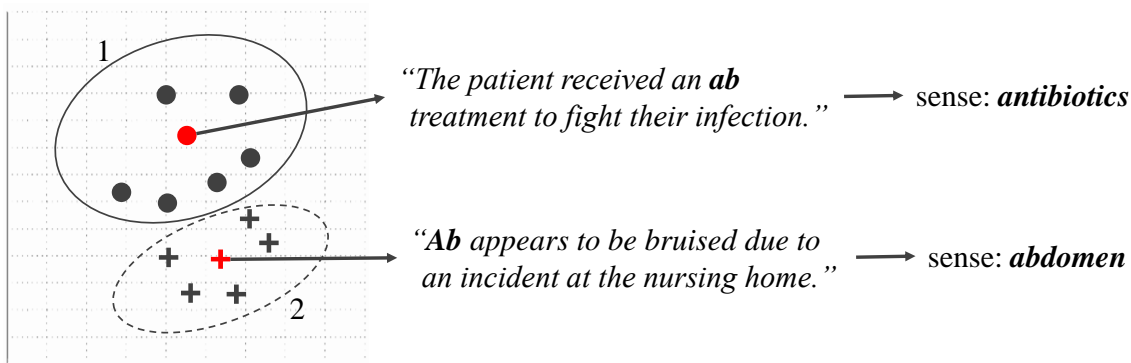 1
“The patient received an ab
treatment to fight their infection.”
sense: antibiotics
“Ab appears to be bruised due to
an incident at the nursing home.”
sense: abdomen
2